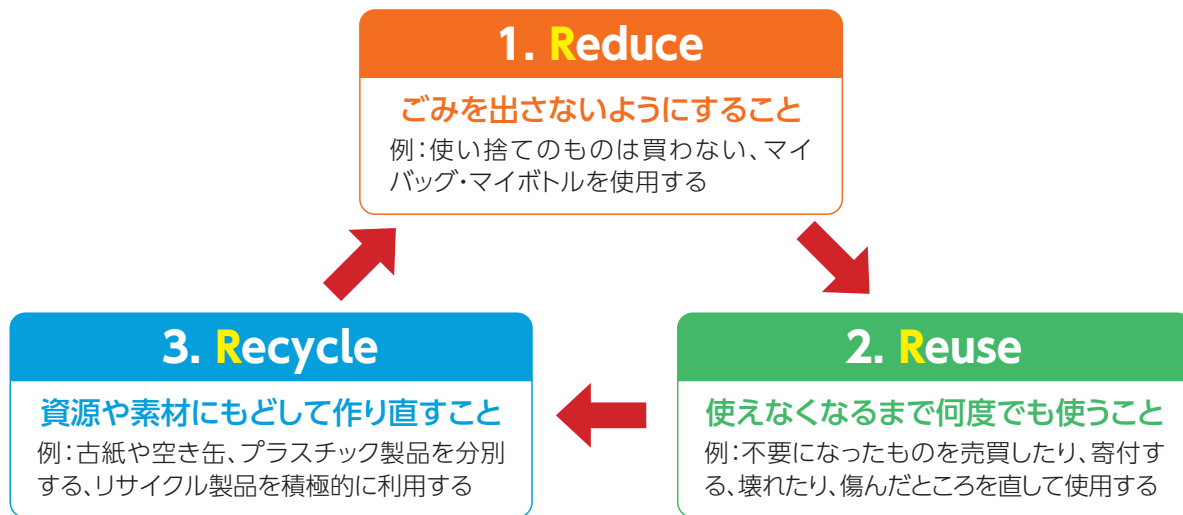 1. Reduce
ごみを出さないようにすること
例：使い捨てのものは買わない、マイ
バッグ・マイボトルを使用する
3. Recycle
資源や素材にもどして作り直すこと
例：古紙や空き缶、プラスチック製品を分別
する、リサイクル製品を積極的に利用する
2. Reuse
使えなくなるまで何度でも使うこと
例：不要になったものを売買したり、寄付す
る、壊れたり、傷んだところを直して使用する